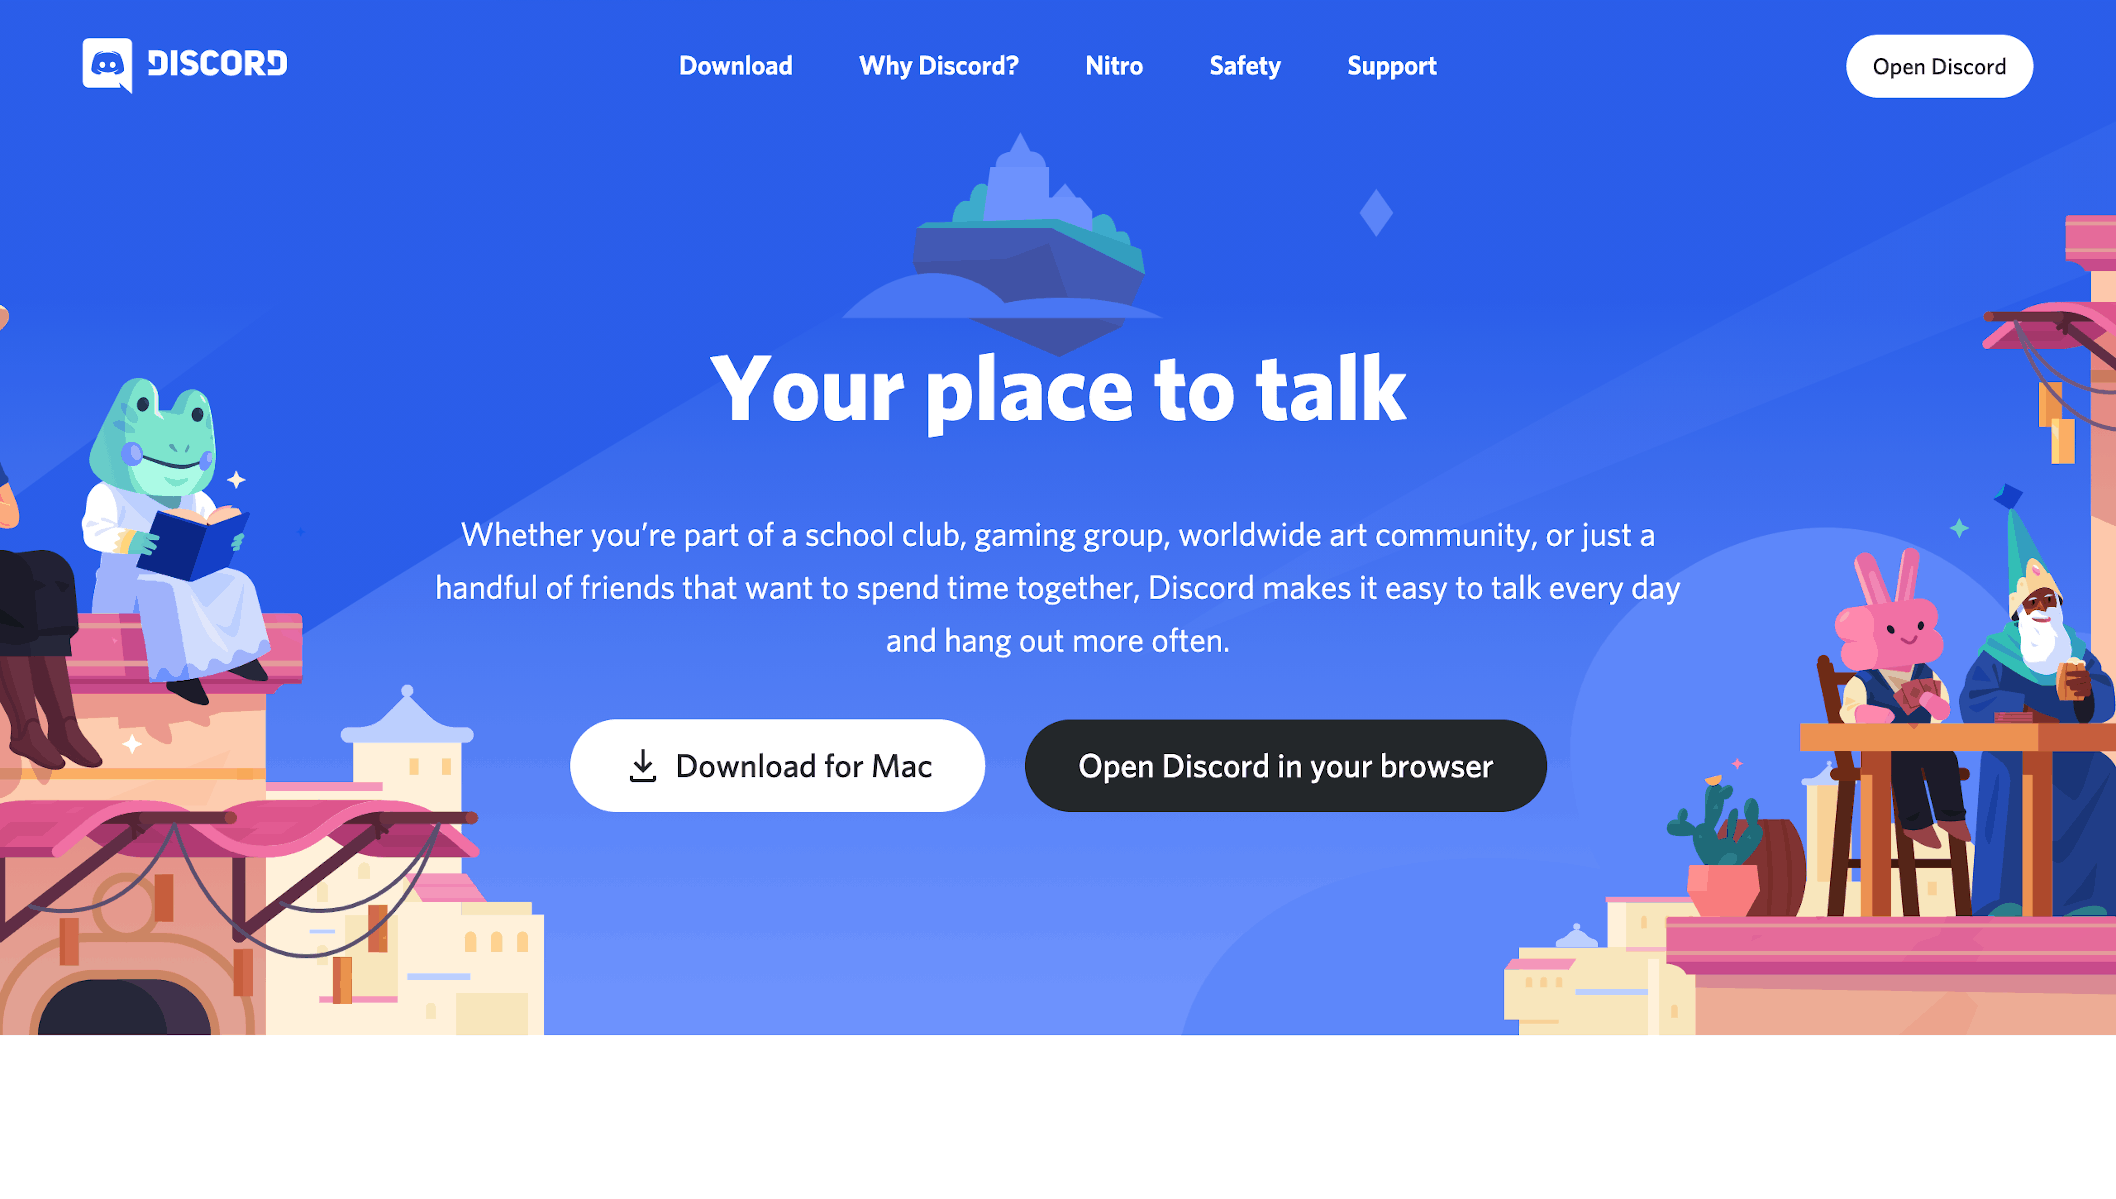 DISCORD
Download
Why Discord?
Nitro
Safety
Support
Open Discord
Your place to talk
Whether you’re part of a school club, gaming group, worldwide art community, or just a
handful of friends that want to spend time together, Discord makes it easy to talk every day
and hang out more often.
Download for Mac
Open Discord in your browser